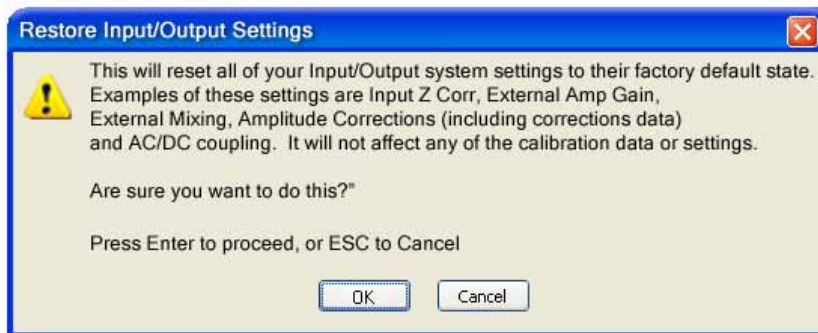 Restore Input/Output Settings
This will reset all of your Input/Output system settings to their factory default state.
Examples of these settings are Input Z Corr, External Amp Gain,
External Mixing, Amplitude Corrections (including corrections data)
and AC/DC coupling. It will not affect any of the calibration data or settings.
Are sure you want to do this?"
Press Enter to proceed, or ESC to Cancel
OK Cancel